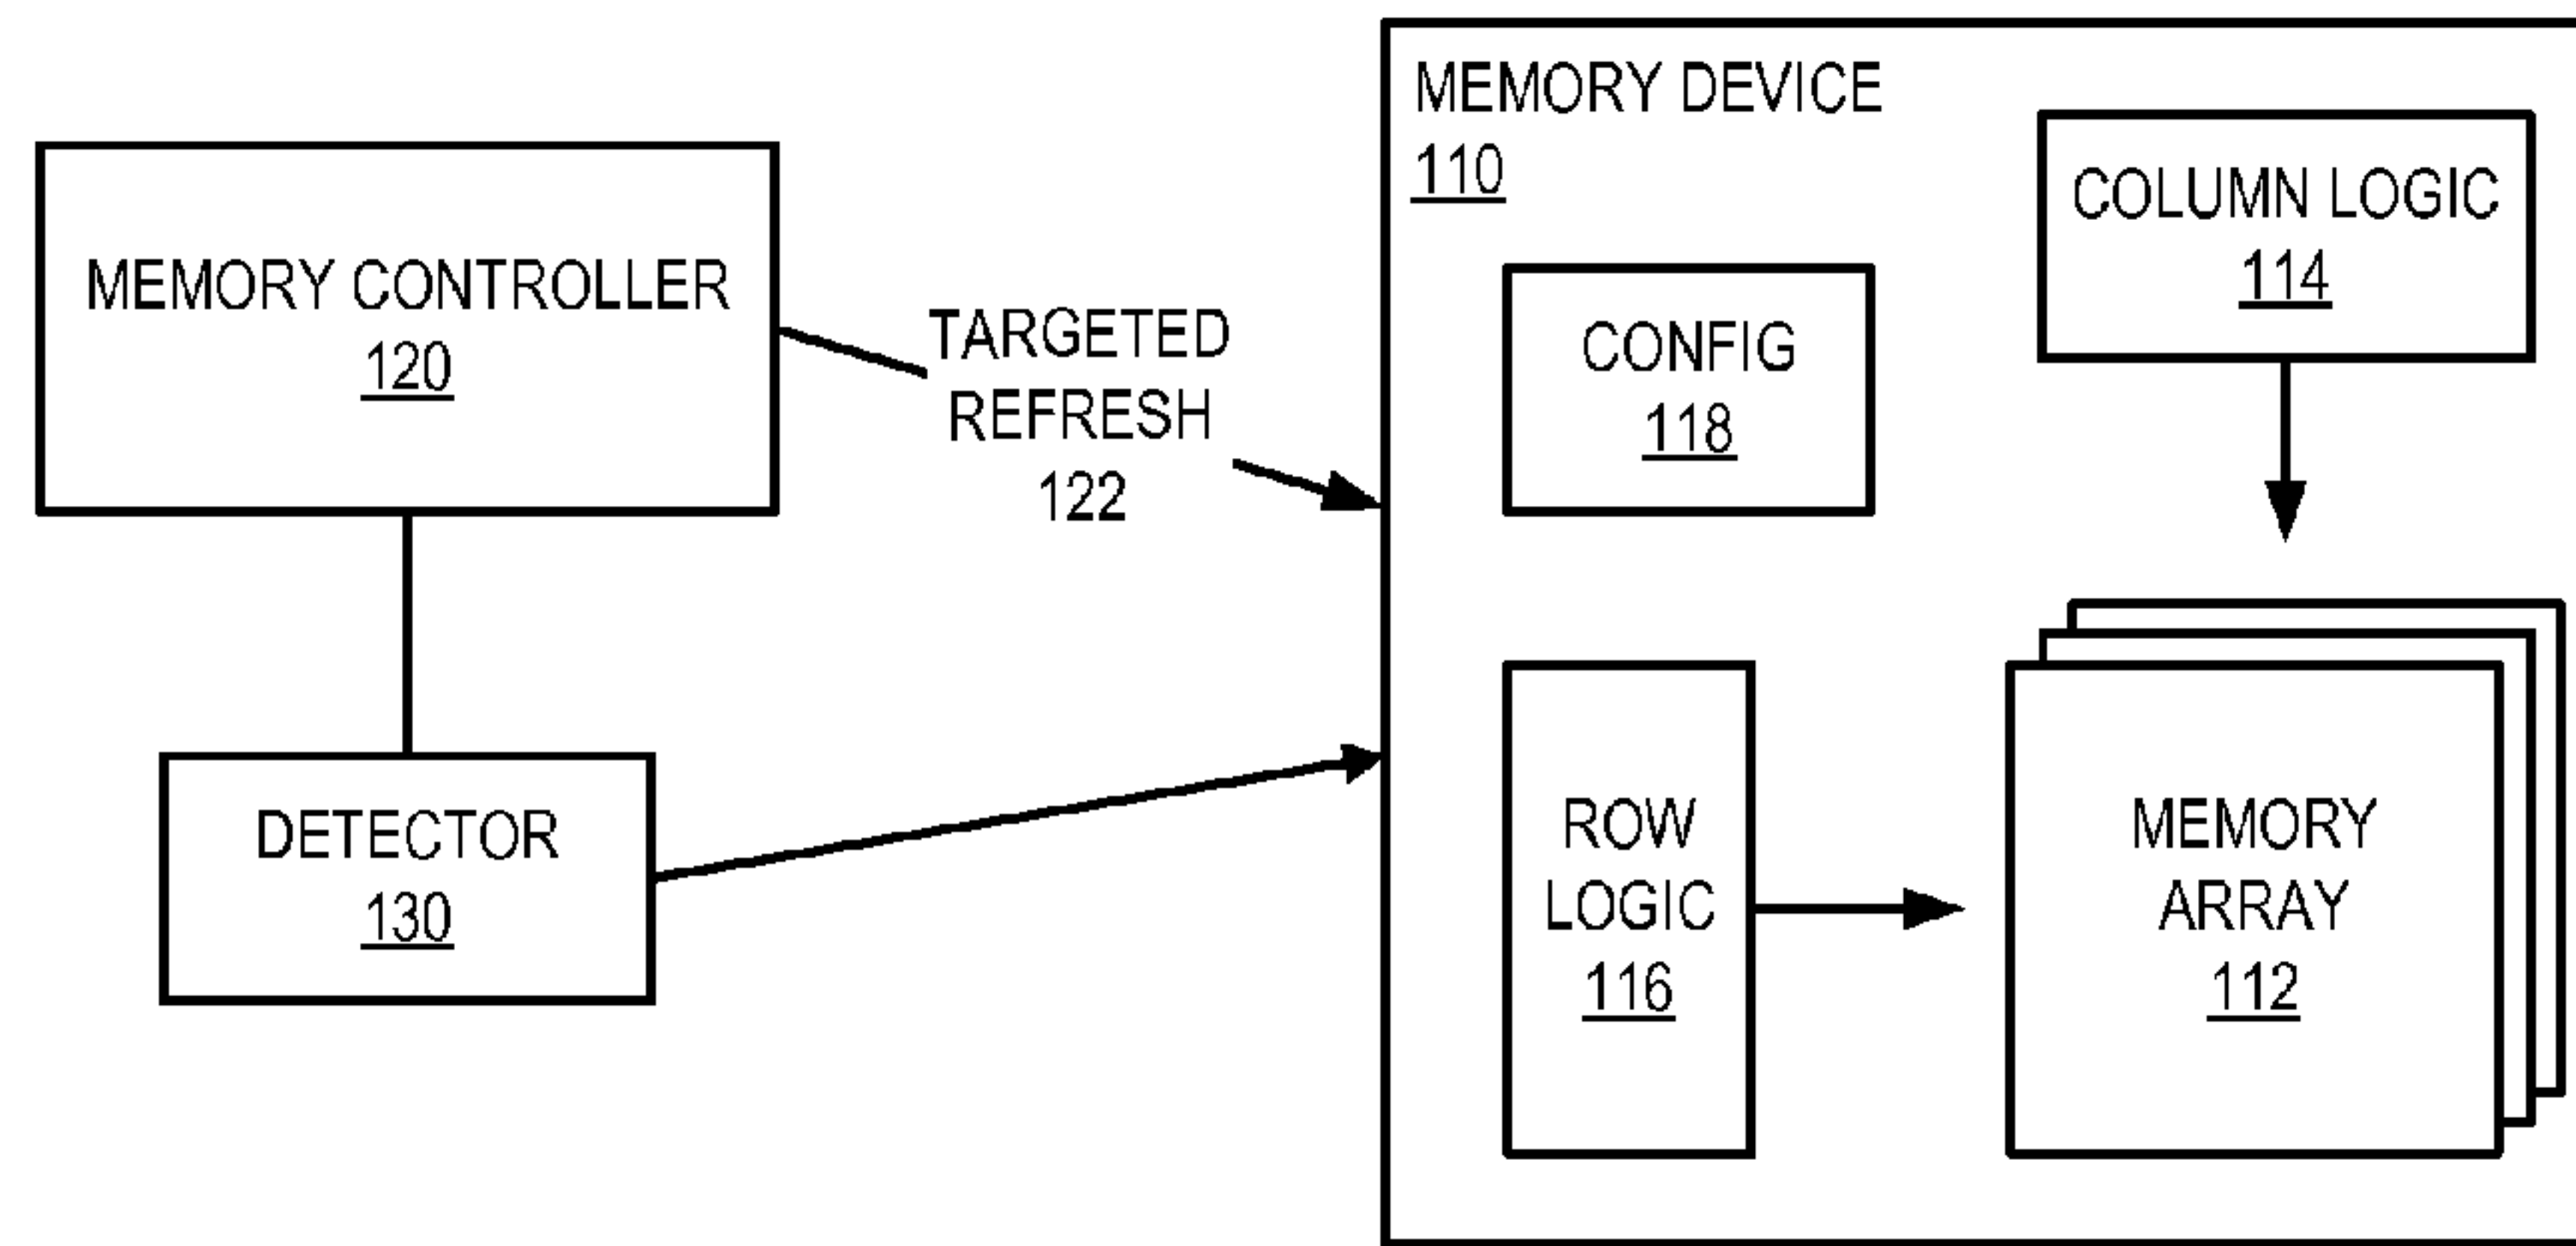 MEMORY CONTROLLER
120
TARGETED
REFRESH
122
DETECTOR
130
MEMORY DEVICE
110
CONFIG
118
COLUMN LOGIC
114
ROW
LOGIC
116
MEMORY
ARRAY
112